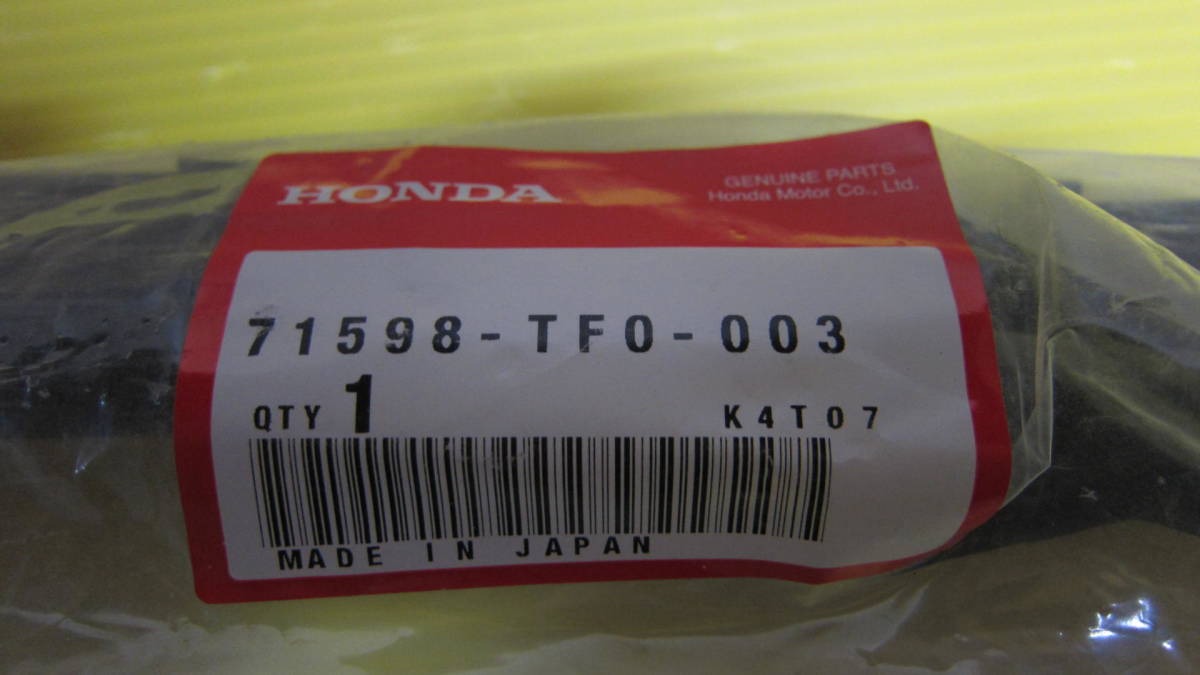 HONDA
GENUINE PARTS
Honda Motor Co., Ltd.
71598-TF0-003
QTY 1 K4T07
MADE IN JAPAN